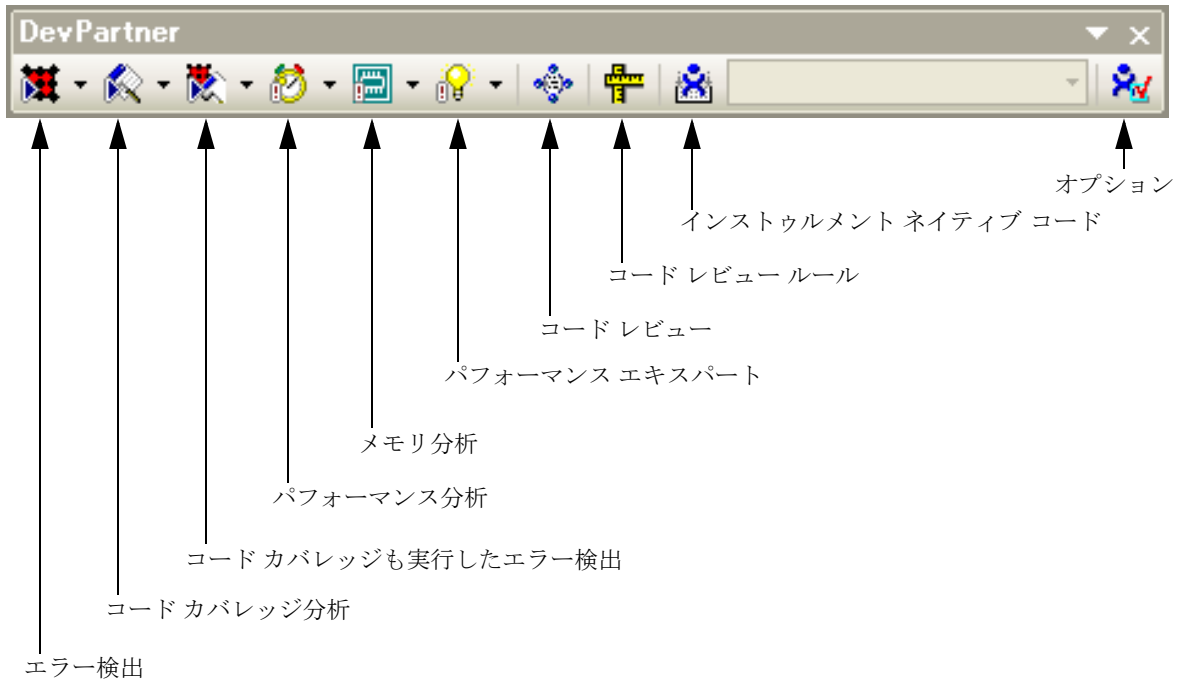 DevPartner
オプション
インストゥルメント ネイティブ コード
コード レビュー ルール
コード レビュー
パフォーマンス エキスパート
メモリ分析
パフォーマンス分析
コード カバレッジも実行したエラー検出
コード カバレッジ分析
エラー検出